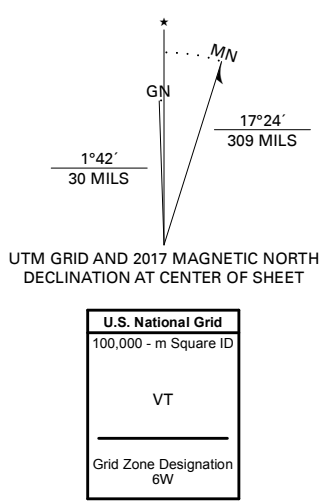 MN
GN
17°24´
309 MILS
1°42´
30 MILS
UTM GRID AND 2017 MAGNETIC NORTH
DECLINATION AT CENTER OF SHEET
U.S. National Grid
100,000 - m Square ID
VT
Grid Zone Designation
6W